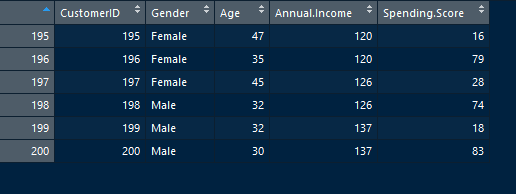 CustomerID Gender Age Annual.Income Spending.Score
195 195 Female 47 120 16
196 196 Female 35 120 79
197 197 Female 45 126 28
198 198 Male 32 126 74
199 199 Male 32 137 18
200 200 Male 30 137 83